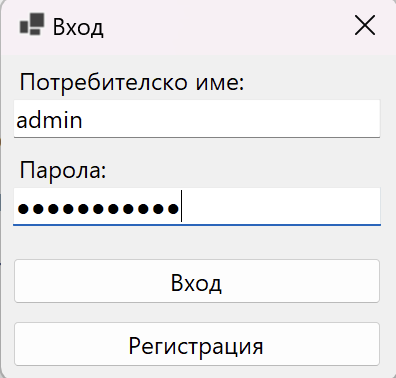 Вход
Потребителско име:
admin
Парола:
●●●●●●●●●●●
Вход
Регистрация